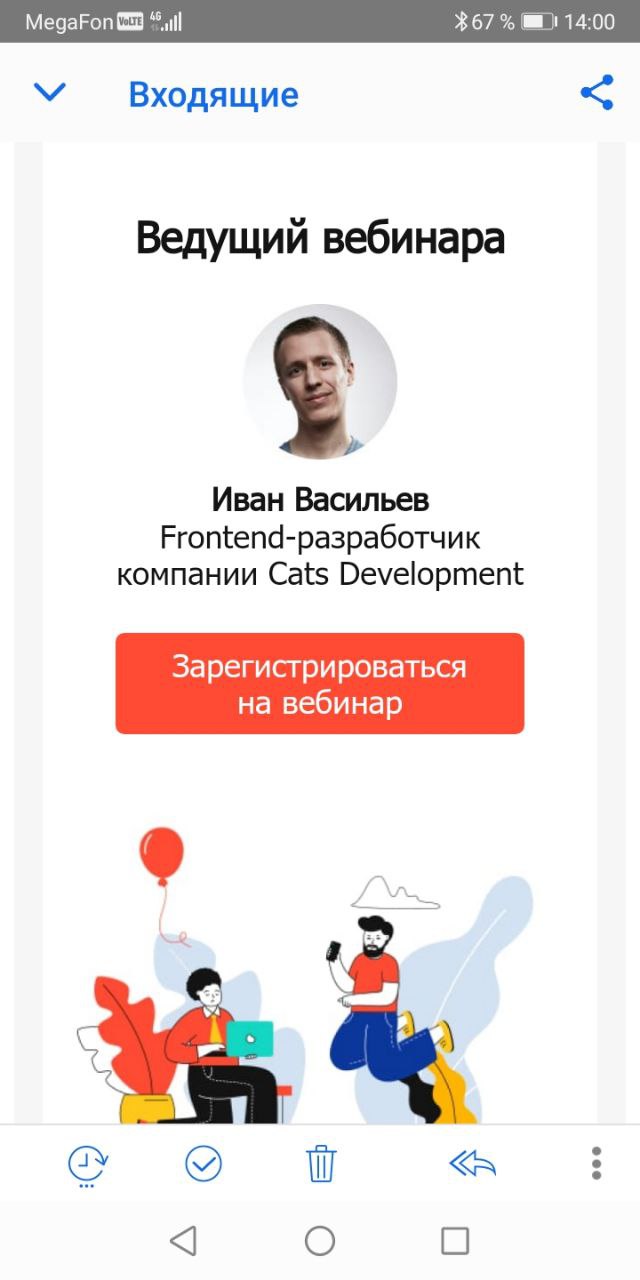 MegaFon VoLTE 4G 67 % 14:00
Входящие
Ведущий вебинара
Иван Васильев
Frontend-разработчик
компании Cats Development
Зарегистрироваться
на вебинар